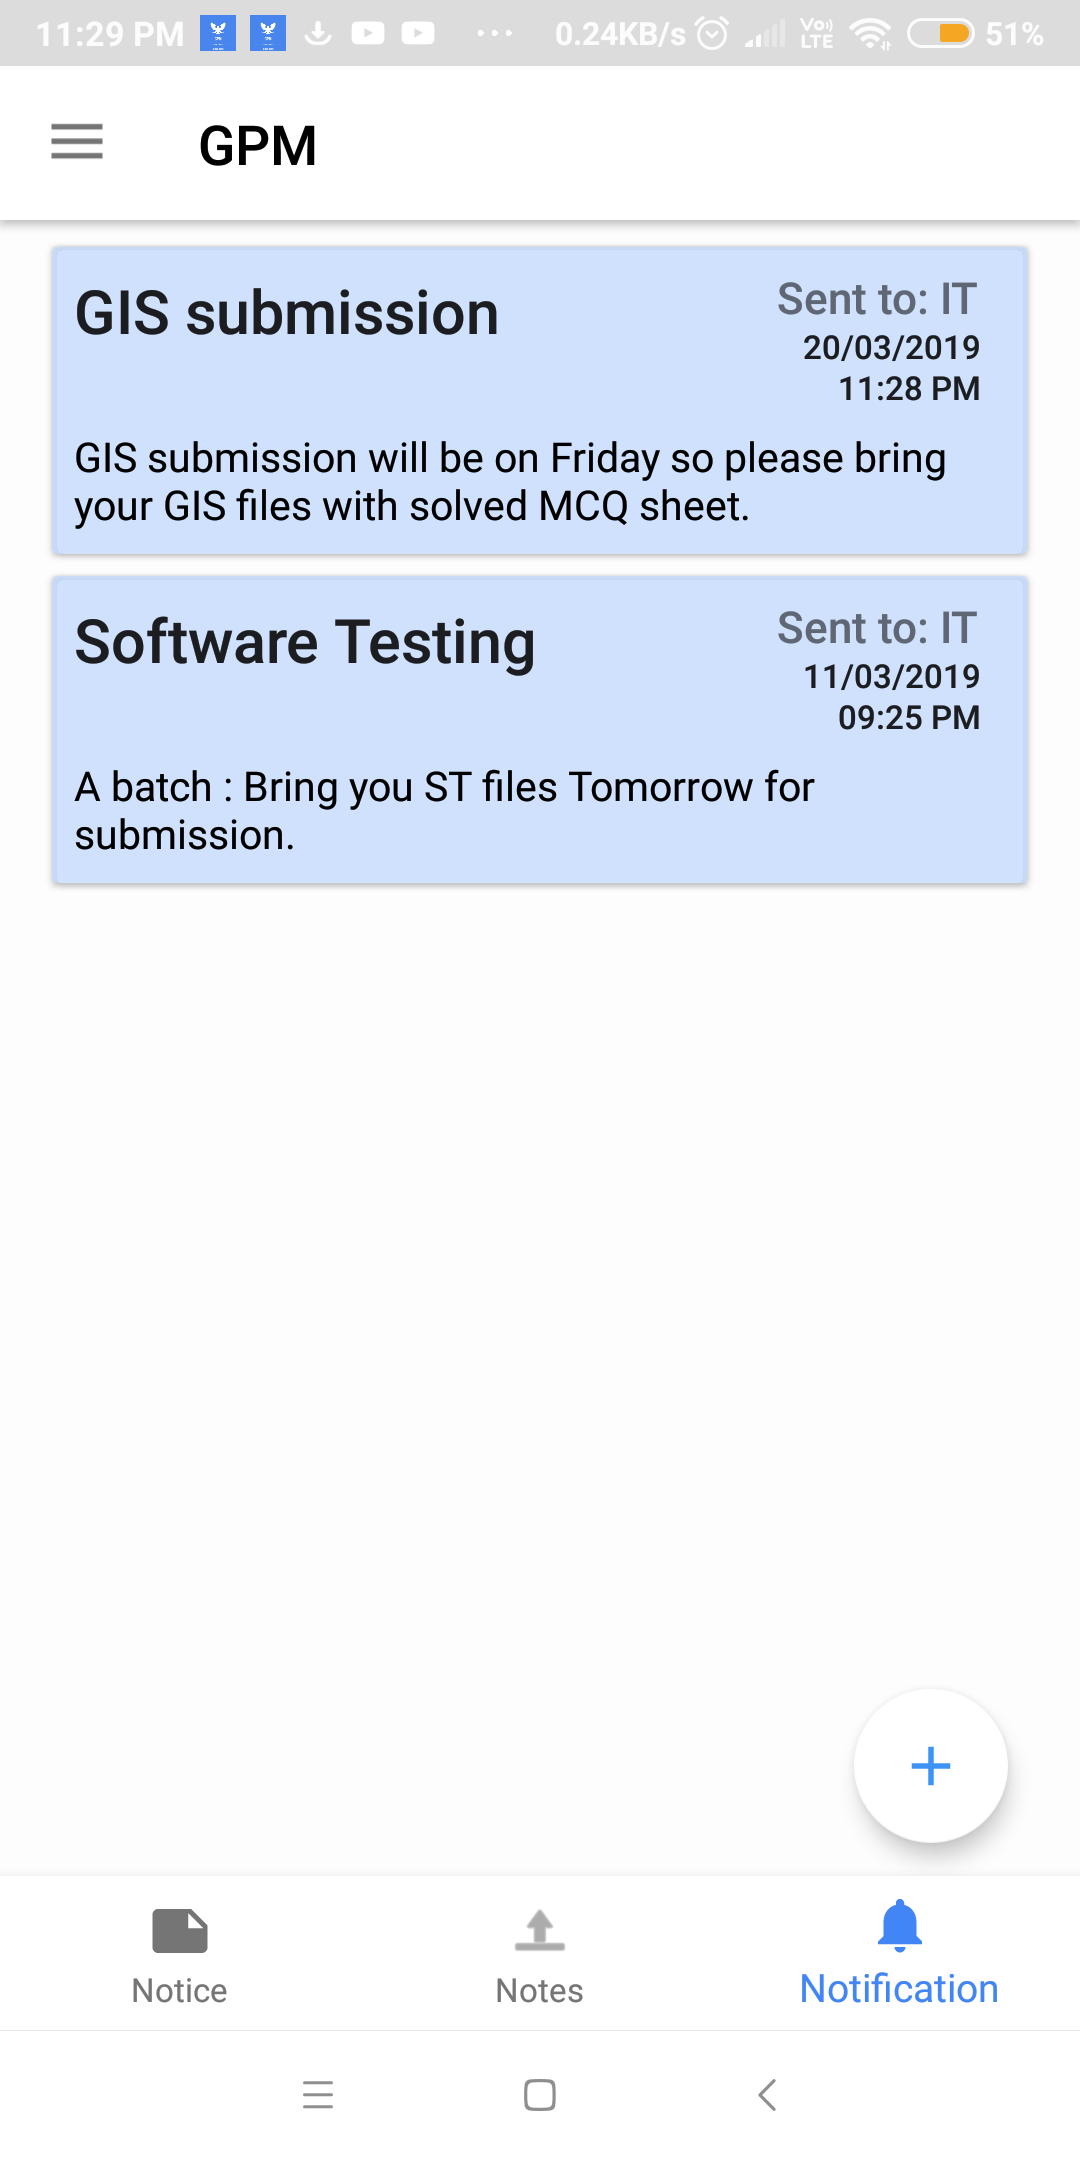 11:29 PM 0.24KB/s VoLTE 51%
GPM
GIS submission
Sent to: IT
20/03/2019
11:28 PM
GIS submission will be on Friday so please bring
your GIS files with solved MCQ sheet.
Software Testing
Sent to: IT
11/03/2019
09:25 PM
A batch : Bring you ST files Tomorrow for
submission.
Notice
Notes
Notification